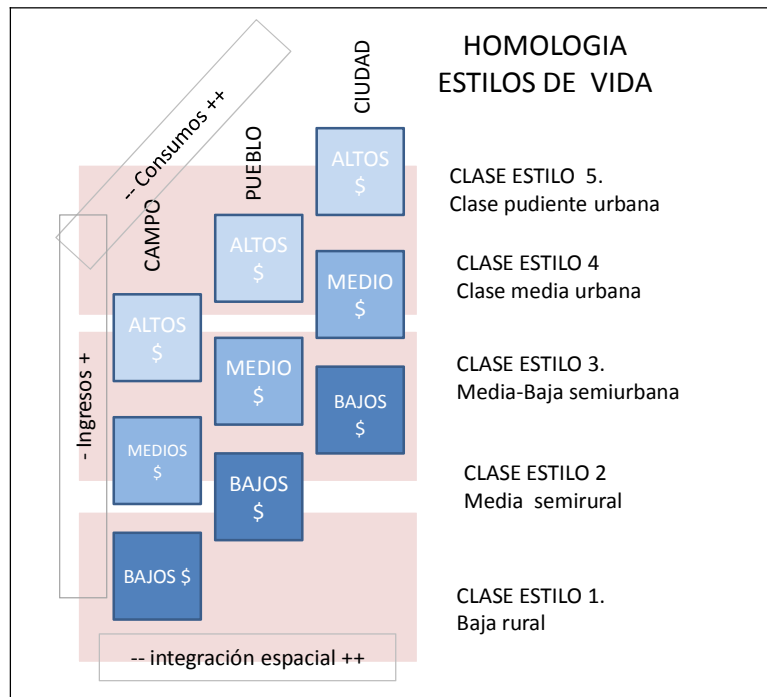 HOMOLOGIA
ESTILOS DE VIDA
-- Consumos ++
CAMPO
PUEBLO
CIUDAD
- Ingresos +
ALTOS
$
ALTOS
$
ALTOS
$
MEDIO
$
MEDIO
$
MEDIOS
$
BAJOS
$
BAJOS
$
BAJOS $
CLASE ESTILO 5.
Clase pudiente urbana
CLASE ESTILO 4
Clase media urbana
CLASE ESTILO 3.
Media-Baja semiurbana
CLASE ESTILO 2
Media semirural
CLASE ESTILO 1.
Baja rural
-- integración espacial ++